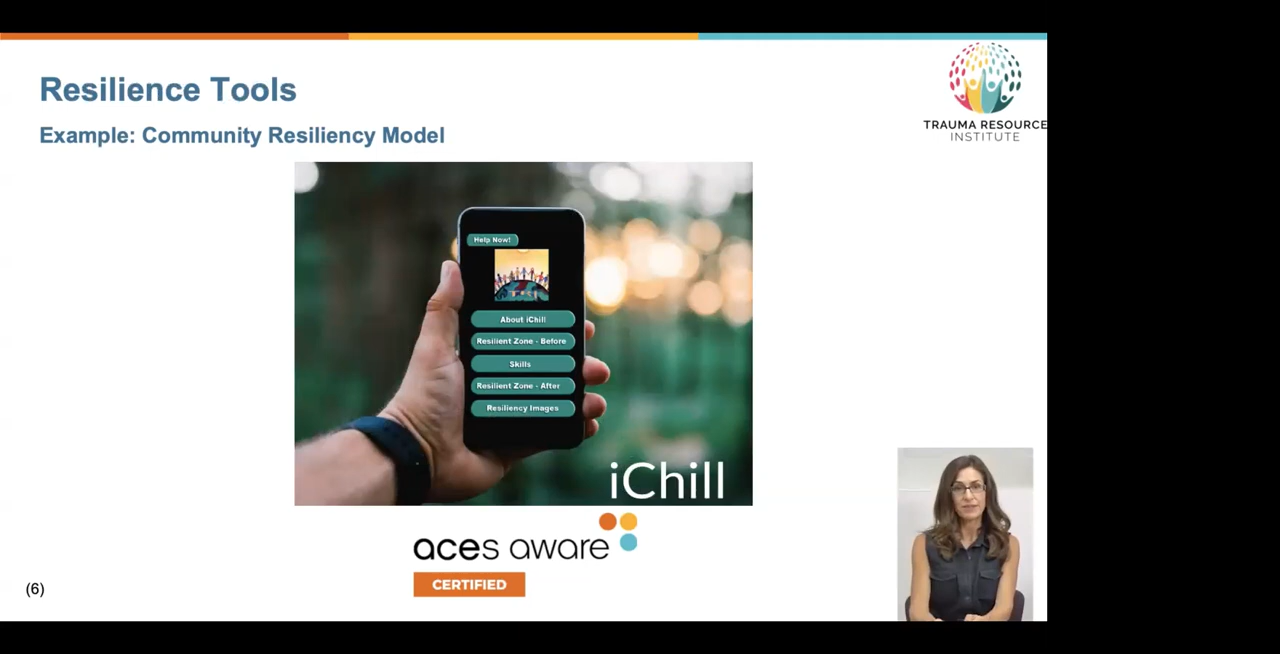 Resilience Tools
Example: Community Resiliency Model
TRAUMA RESOURCE
INSTITUTE
Help Now!
About iChill
Resilient Zone - Before
Skills
Resilient Zone - After
Resiliency Images
iChill
aces aware
CERTIFIED
(6)